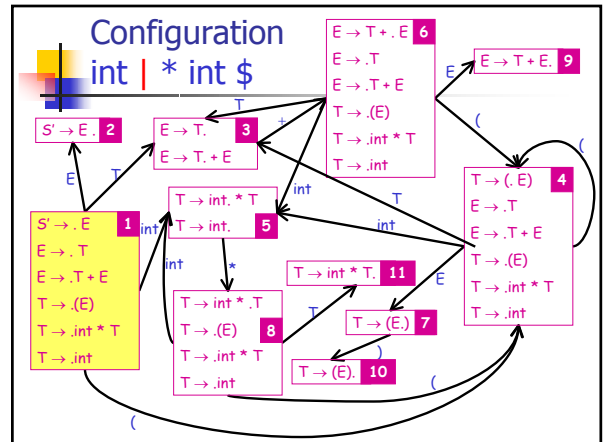 Configuration
int | * int $
E → T + . E 6
E → .T
E → .T + E
T → .(E)
T → .int * T
T → .int
E
E → T + E. 9
T
+
(
(
S' → E . 2
E → T. 3
E → T. + E
E
T
int
T
int
T → (. E) 4
E → .T
E → .T + E
T → .(E)
T → .int * T
T → .int
T → int. * T
T → int. 5
S' → . E 1
E → . T
E → .T + E
T → .(E)
T → .int * T
T → .int
int
int
*
T → int * T. 11
E
T → int * .T
T → .(E) 8
T → .int * T
T → .int
T
T → (E.) 7
)
T → (E). 10
(
(